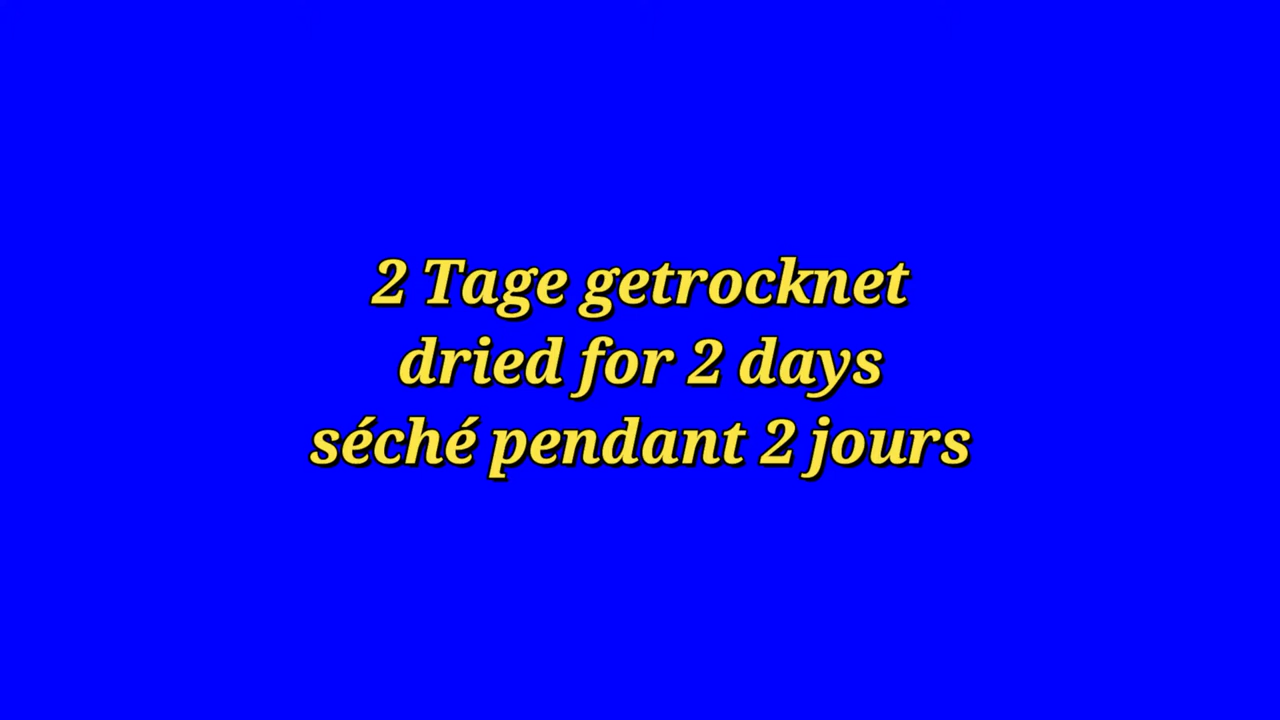 2 Tage getrocknet
dried for 2 days
séché pendant 2 jours